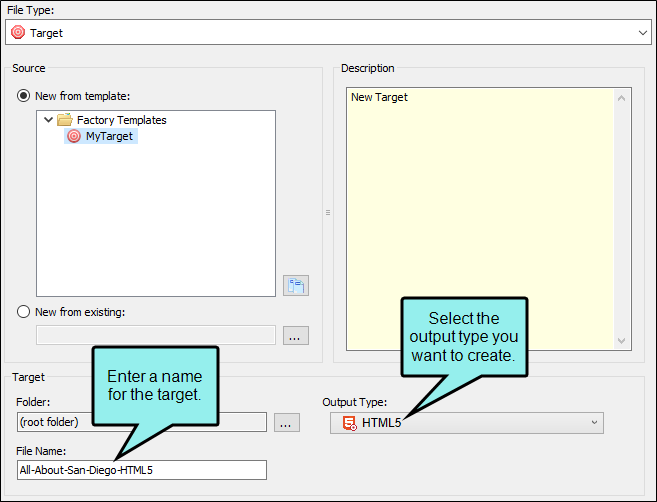 File Type:
Target
Source
New from template:
Factory Templates
MyTarget
New from existing:
...
Description
New Target
Select the
output type you
want to create.
Target
Enter a name
for the target.
Folder:
(root folder)
...
Output Type:
HTML5
File Name:
All-About-San-Diego-HTML5